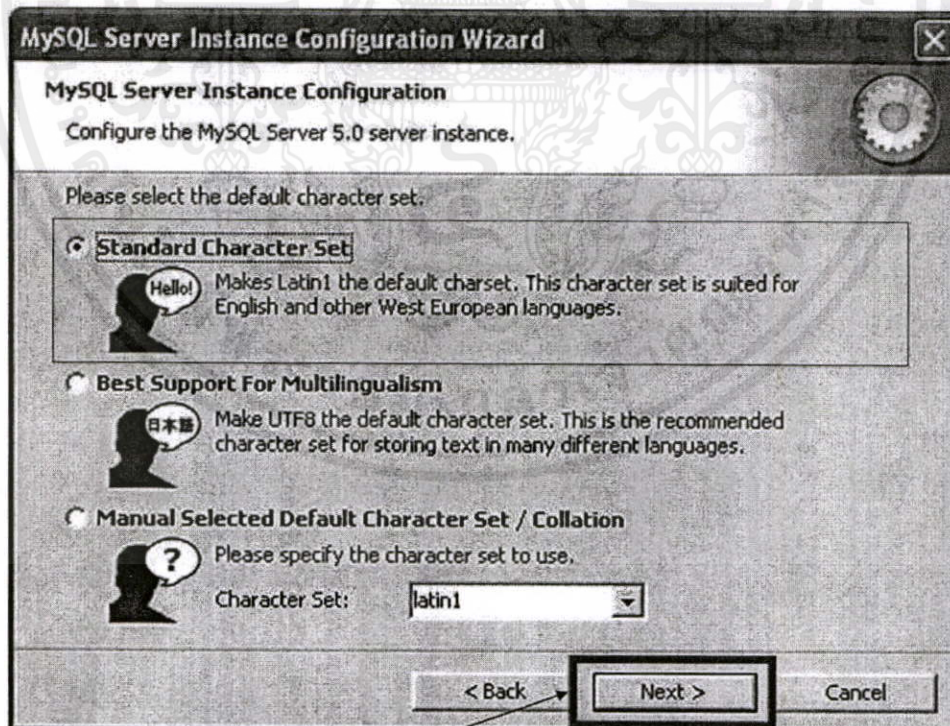 MySQL Server Instance Configuration Wizard
MySQL Server Instance Configuration
Configure the MySQL Server 5.0 server instance.
Please select the default character set.
Standard Character Set
Hello!
Makes Latin1 the default charset. This character set is suited for
English and other West European languages.
Best Support For Multilingualism
日本語
Make UTF8 the default character set. This is the recommended
character set for storing text in many different languages.
Manual Selected Default Character Set / Collation
?
Please specify the character set to use.
Character Set:
latin1
< Back
Next >
Cancel